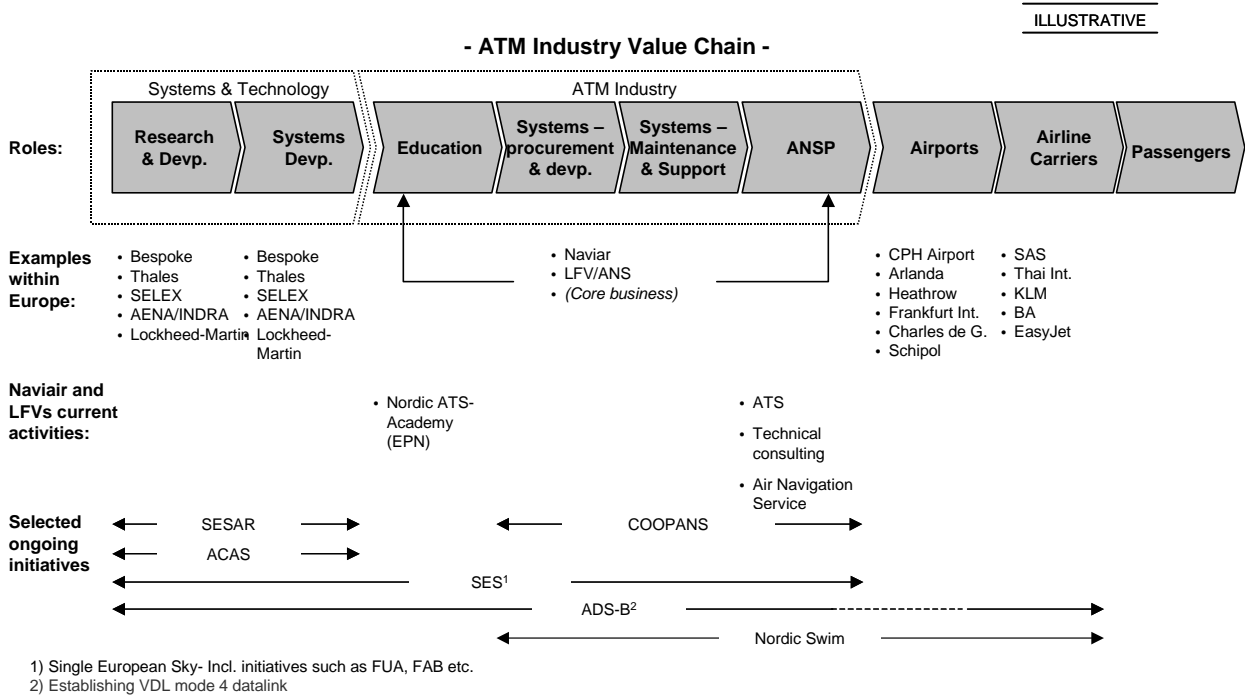 ILLUSTRATIVE
- ATM Industry Value Chain -
Systems & Technology
ATM Industry
Roles:
Research
& Devp.
Systems
Devp.
Education
Systems –
procurement
& devp.
Systems –
Maintenance
& Support
ANSP
Airports
Airline
Carriers
Passengers
Examples
within
Europe:
• Bespoke
• Thales
• SELEX
• AENA/INDRA
• Lockheed-Martin
• Bespoke
• Thales
• SELEX
• AENA/INDRA
• Lockheed-
Martin
• Naviar
• LFV/ANS
• (Core business)
• CPH Airport
• Arlanda
• Heathrow
• Frankfurt Int.
• Charles de G.
• Schipol
• SAS
• Thai Int.
• KLM
• BA
• EasyJet
Naviair and
LFVs current
activities:
• Nordic ATS-
Academy
(EPN)
• ATS
• Technical
consulting
• Air Navigation
Service
Selected
ongoing
initiatives
SESAR
COOPANS
ACAS
SES¹
ADS-B²
Nordic Swim
1) Single European Sky- Incl. initiatives such as FUA, FAB etc.
2) Establishing VDL mode 4 datalink